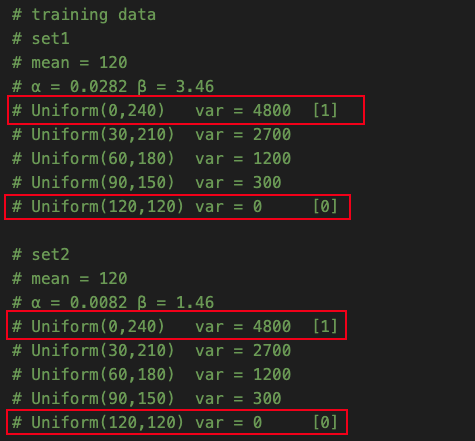 # training data
# set1
# mean = 120
# α = 0.0282 β = 3.46
# Uniform(0,240)   var = 4800  [1]
# Uniform(30,210)  var = 2700
# Uniform(60,180)  var = 1200
# Uniform(90,150)  var = 300
# Uniform(120,120) var = 0     [0]

# set2
# mean = 120
# α = 0.0082 β = 1.46
# Uniform(0,240)   var = 4800  [1]
# Uniform(30,210)  var = 2700
# Uniform(60,180)  var = 1200
# Uniform(90,150)  var = 300
# Uniform(120,120) var = 0     [0]